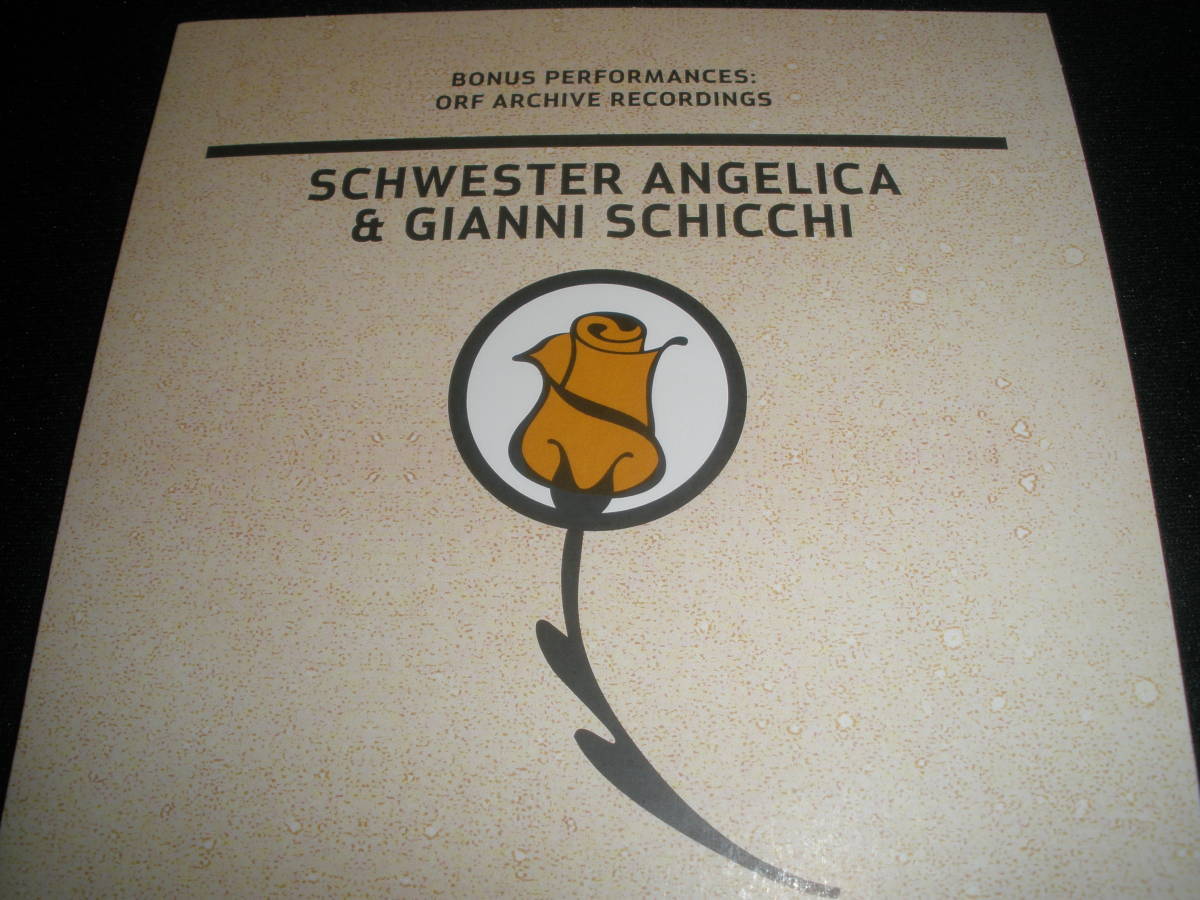 BONUS PERFORMANCES:
ORF ARCHIVE RECORDINGS
SCHWESTER ANGELICA
& GIANNI SCHICCHI